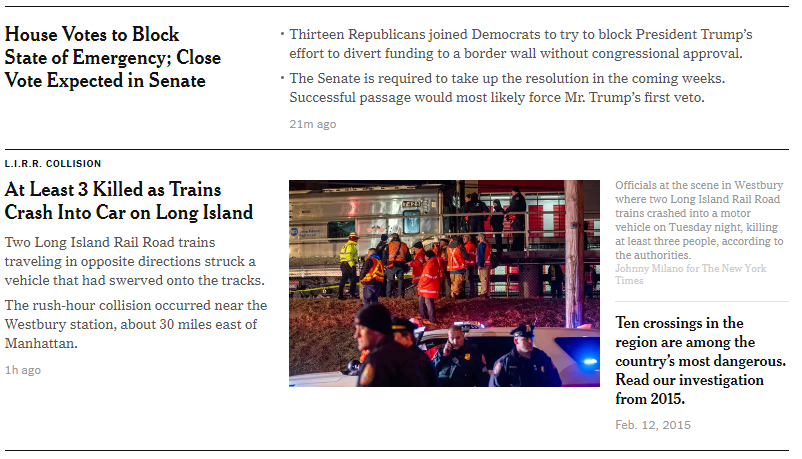 House Votes to Block
State of Emergency; Close
Vote Expected in Senate
• Thirteen Republicans joined Democrats to try to block President Trump’s
effort to divert funding to a border wall without congressional approval.
• The Senate is required to take up the resolution in the coming weeks.
Successful passage would most likely force Mr. Trump’s first veto.
21m ago
L.I.R.R. COLLISION
At Least 3 Killed as Trains
Crash Into Car on Long Island
Two Long Island Rail Road trains
traveling in opposite directions struck a
vehicle that had swerved onto the tracks.
The rush-hour collision occurred near the
Westbury station, about 30 miles east of
Manhattan.
1h ago
7423
Officials at the scene in Westbury
where two Long Island Rail Road
trains crashed into a motor
vehicle on Tuesday night, killing
at least three people, according to
the authorities.
Johnny Milano for The New York
Times
Ten crossings in the
region are among the
country’s most dangerous.
Read our investigation
from 2015.
Feb. 12, 2015